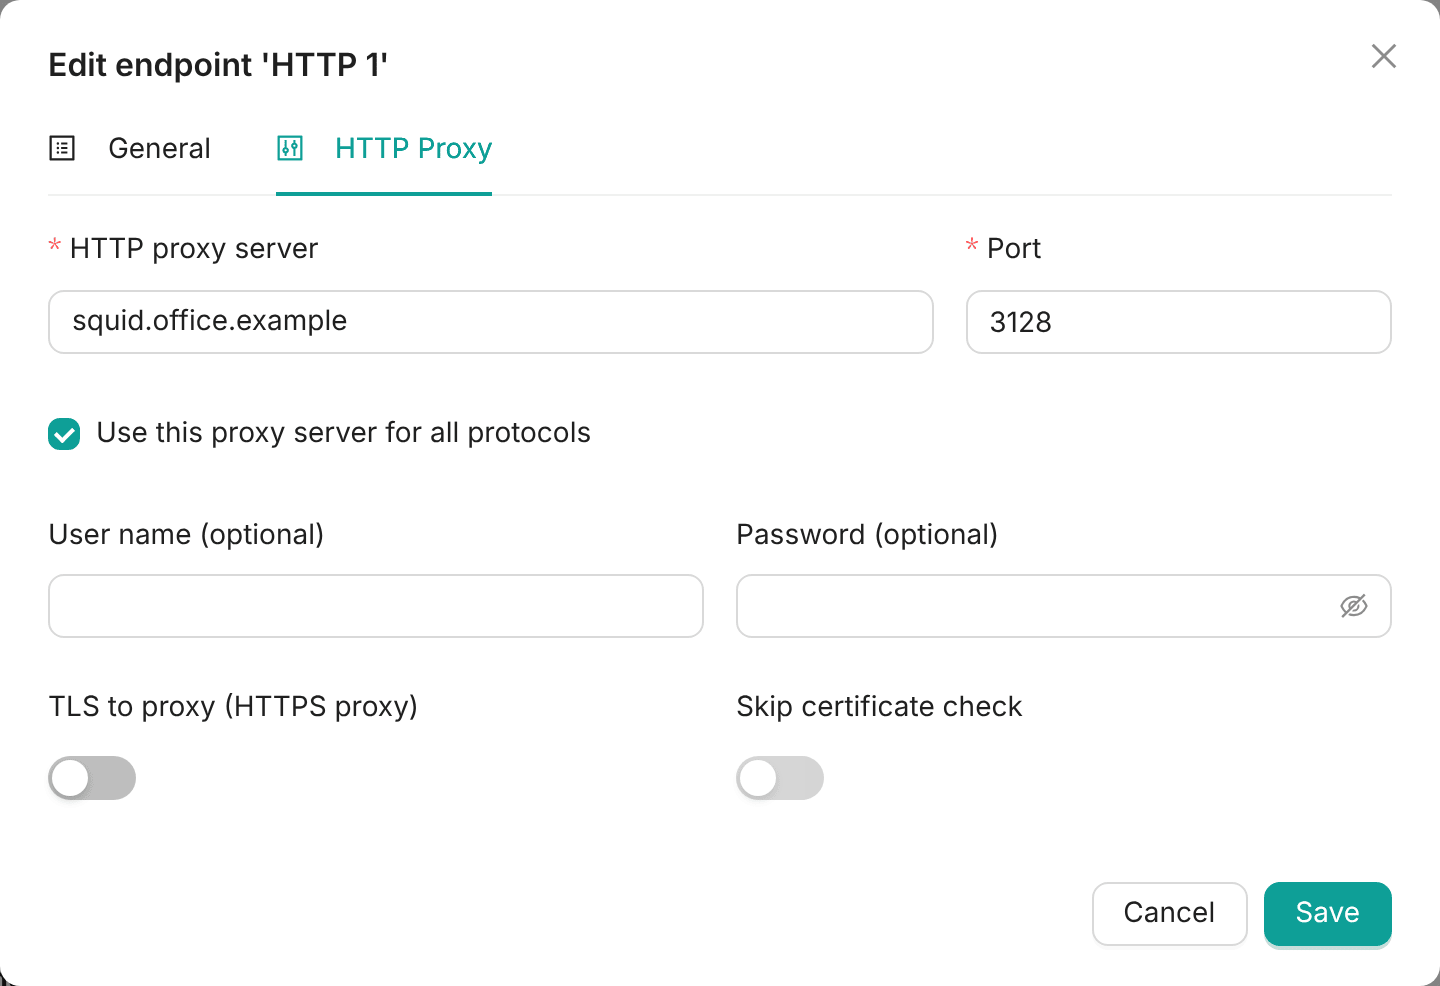 Edit endpoint 'HTTP 1'
General HTTP Proxy
* HTTP proxy server * Port
squid.office.example 3128
Use this proxy server for all protocols
User name (optional) Password (optional)
TLS to proxy (HTTPS proxy) Skip certificate check
Cancel Save